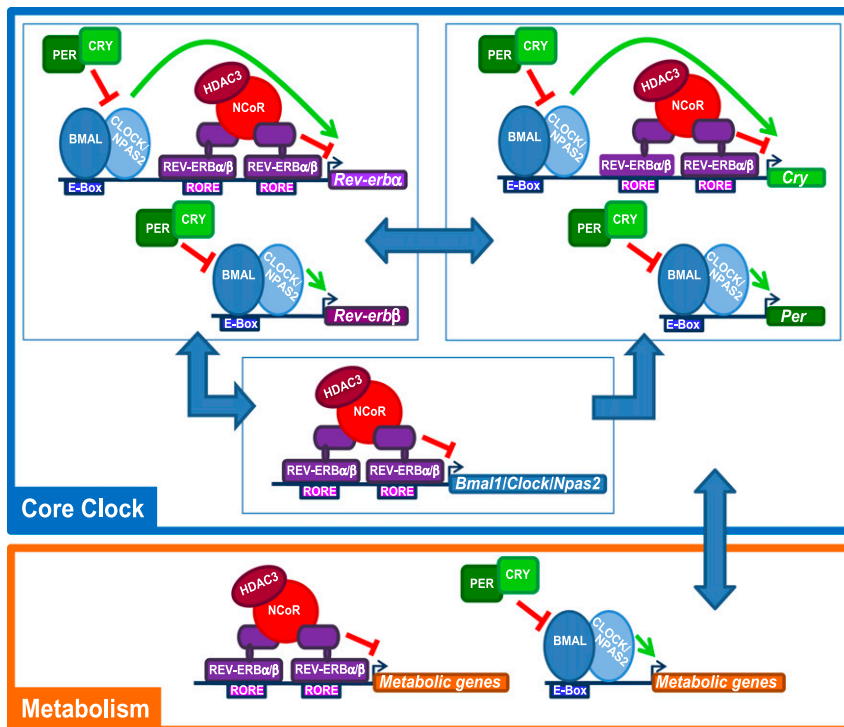 PER
CRY
HDAC3
NCoR
BMAL
CLOCK/
NPAS2
REV-ERBα/β
REV-ERBα/β
E-Box
RORE
RORE
Rev-erbα
PER
CRY
BMAL
CLOCK/
NPAS2
E-Box
Rev-erbβ
PER
CRY
HDAC3
NCoR
BMAL
CLOCK/
NPAS2
REV-ERBα/β
REV-ERBα/β
E-Box
RORE
RORE
Cry
PER
CRY
BMAL
CLOCK/
NPAS2
E-Box
Per
HDAC3
NCoR
REV-ERBα/β
REV-ERBα/β
RORE
RORE
Bmal1/Clock/Npas2
Core Clock
HDAC3
NCoR
REV-ERBα/β
REV-ERBα/β
RORE
RORE
Metabolic genes
PER
CRY
BMAL
CLOCK/
NPAS2
E-Box
Metabolic genes
Metabolism